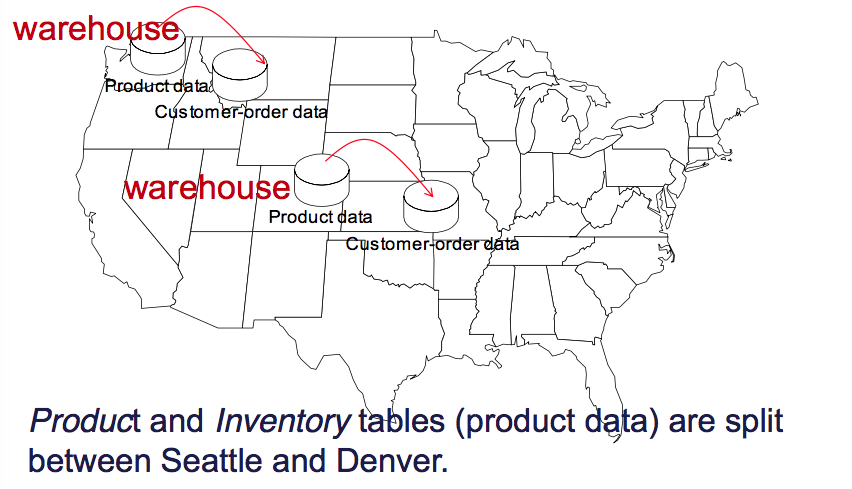 warehouse
Product data
Customer-order data
warehouse
Product data
Customer-order data
Product and Inventory tables (product data) are split
between Seattle and Denver.